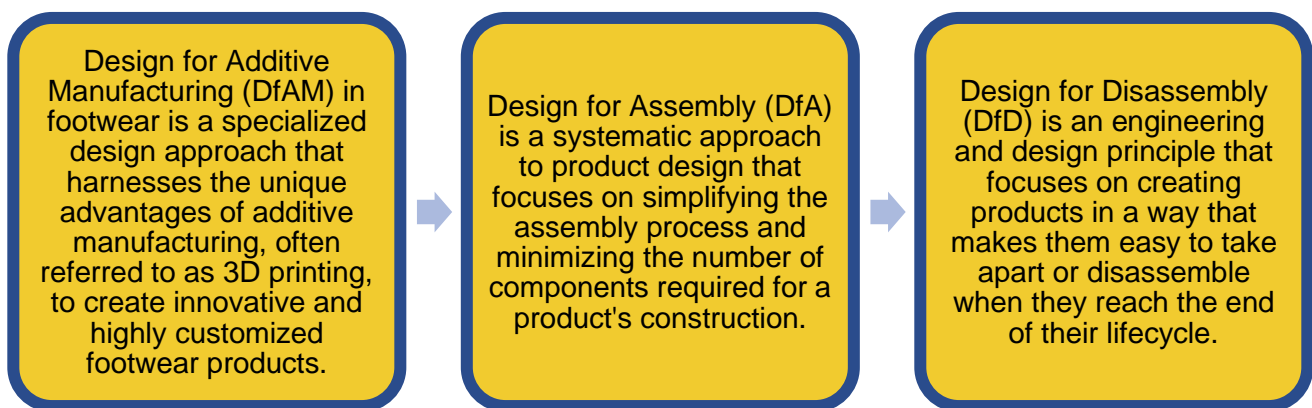 Design for Additive
Manufacturing (DfAM) in
footwear is a specialized
design approach that
harnesses the unique
advantages of additive
manufacturing, often
referred to as 3D printing,
to create innovative and
highly customized
footwear products.
Design for Assembly (DfA)
is a systematic approach
to product design that
focuses on simplifying the
assembly process and
minimizing the number of
components required for a
product's construction.
Design for Disassembly
(DfD) is an engineering
and design principle that
focuses on creating
products in a way that
makes them easy to take
apart or disassemble
when they reach the end
of their lifecycle.